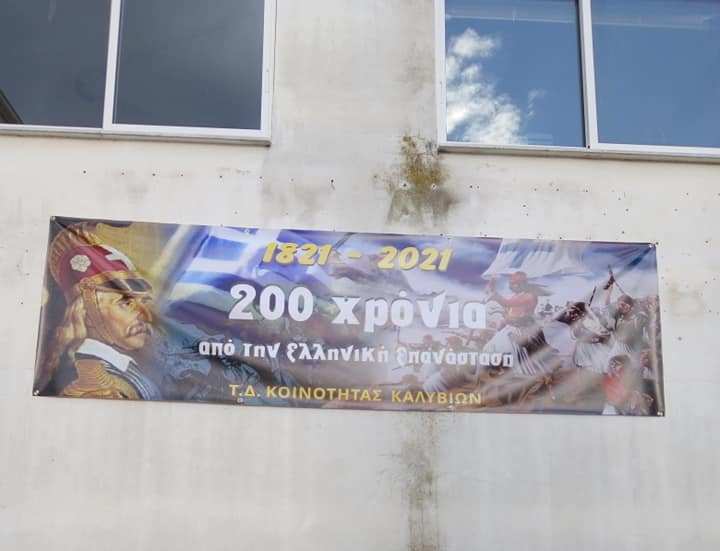 1821 - 2021
200 χρόνια
από την ελληνική επανάσταση
Τ.Δ. ΚΟΙΝΟΤΗΤΑΣ ΚΑΛΥΒΙΩΝ